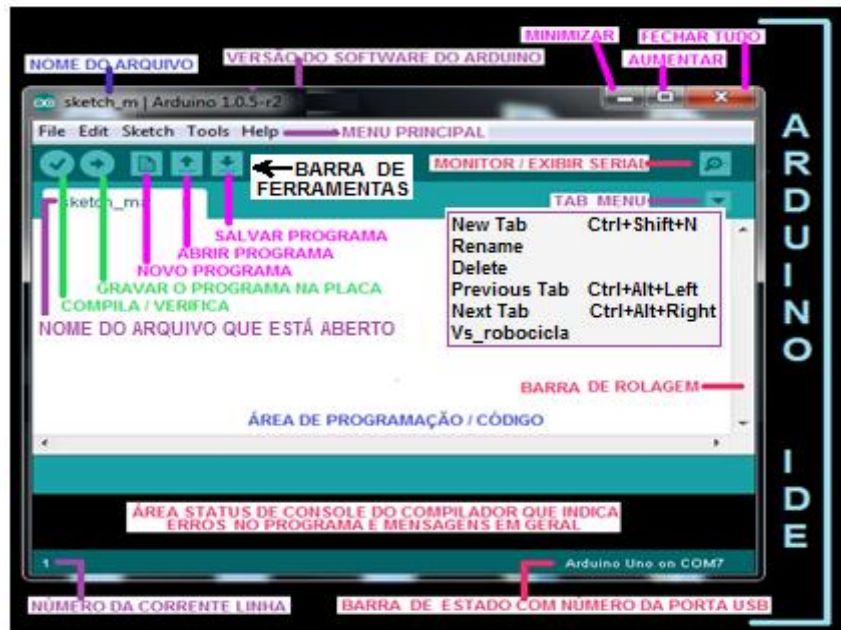 MINIMIZAR FECHAR TUDO
NOME DO ARQUIVO VERSÃO DO SOFTWARE DO ARDUINO AUMENTAR
sketch_m | Arduino 1.0.5-r2
File Edit Sketch Tools Help MENU PRINCIPAL
BARRA DE FERRAMENTAS
MONITOR / EXIBIR SERIAL
sketch_ma
TAB MENU
SALVAR PROGRAMA
ABRIR PROGRAMA
NOVO PROGRAMA
GRAVAR O PROGRAMA NA PLACA
COMPILA / VERIFICA
NOME DO ARQUIVO QUE ESTÁ ABERTO
New Tab Ctrl+Shift+N
Rename
Delete
Previous Tab Ctrl+Alt+Left
Next Tab Ctrl+Alt+Right
Vs_robocicla
BARRA DE ROLAGEM
ÁREA DE PROGRAMAÇÃO / CÓDIGO
ÁREA STATUS DE CONSOLE DO COMPILADOR QUE INDICA
ERROS NO PROGRAMA E MENSAGENS EM GERAL
1 Arduino Uno on COM7
NÚMERO DA CORRENTE LINHA BARRA DE ESTADO COM NÚMERO DA PORTA USB
ARDUINO IDE